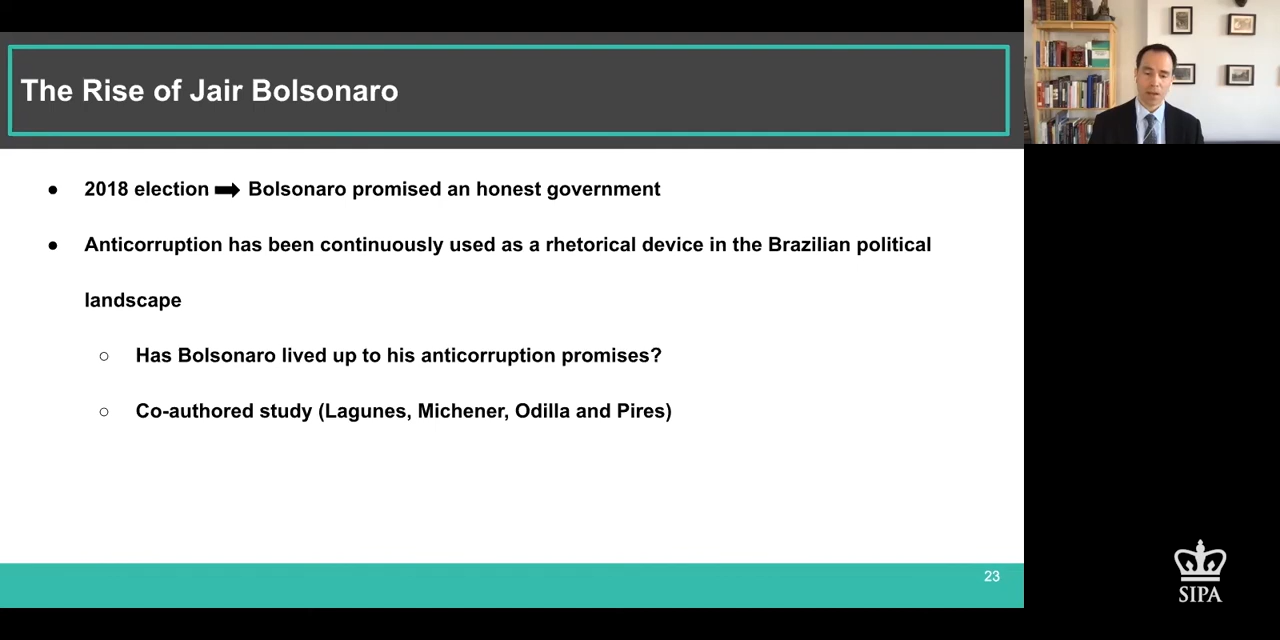 The Rise of Jair Bolsonaro
● 2018 election ➡ Bolsonaro promised an honest government
● Anticorruption has been continuously used as a rhetorical device in the Brazilian political
landscape
○ Has Bolsonaro lived up to his anticorruption promises?
○ Co-authored study (Lagunes, Michener, Odilla and Pires)
23
SIPA